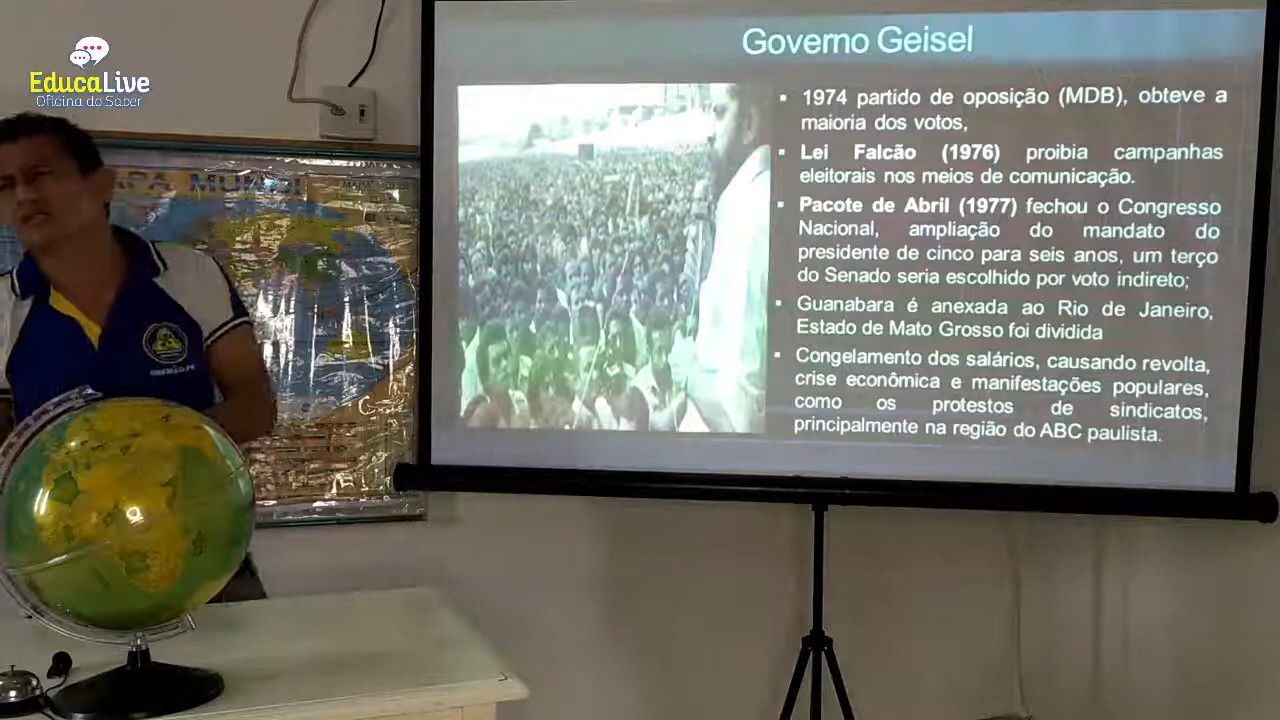 EducaLive
Oficina do Saber
Governo Geisel
▪ 1974 partido de oposição (MDB), obteve a
maioria dos votos,
▪ Lei Falcão (1976) proibia campanhas
eleitorais nos meios de comunicação.
▪ Pacote de Abril (1977) fechou o Congresso
Nacional, ampliação do mandato do
presidente de cinco para seis anos, um terço
do Senado seria escolhido por voto indireto;
▪ Guanabara é anexada ao Rio de Janeiro,
Estado de Mato Grosso foi dividida
▪ Congelamento dos salários, causando revolta,
crise econômica e manifestações populares,
como os protestos de sindicatos,
principalmente na região do ABC paulista.